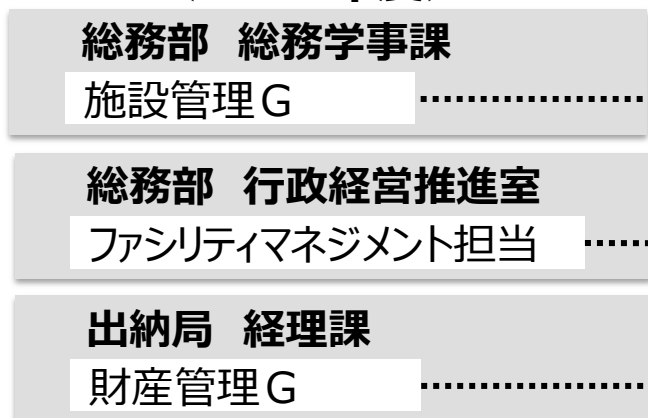 総務部 総務学事課
施設管理G
総務部 行政経営推進室
ファシリティマネジメント担当
出納局 経理課
財産管理G